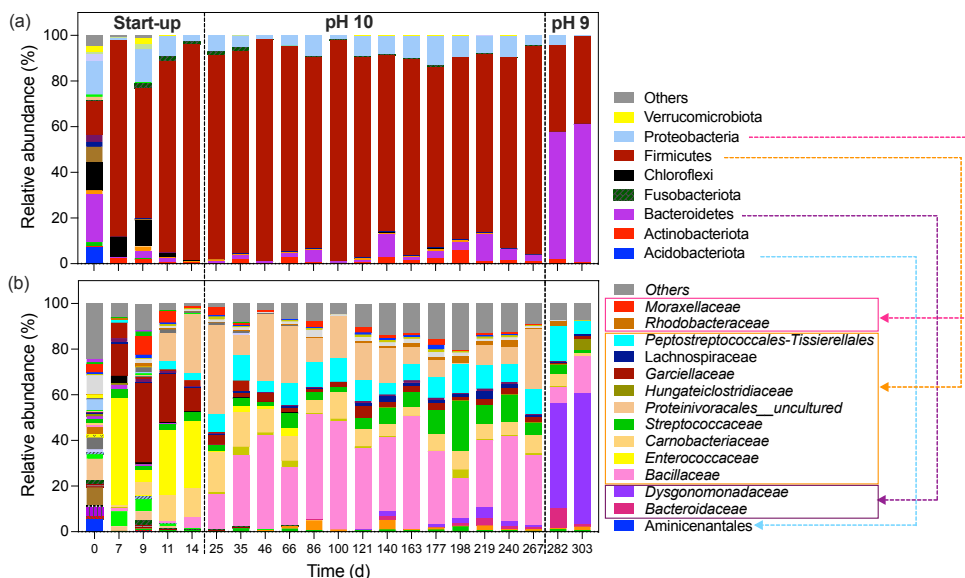 (a)
Start-up
pH 10
pH 9
Relative abundance (%)
100
80
60
40
20
0
Others
Verrucomicrobiota
Proteobacteria
Firmicutes
Chloroflexi
Fusobacteriota
Bacteroidetes
Actinobacteriota
Acidobacteriota
(b)
Relative abundance (%)
100
80
60
40
20
0
Others
Moraxellaceae
Rhodobacteraceae
Peptostreptococcales-Tissierellales
Lachnospiraceae
Garciellaceae
Hungateiclostridiaceae
Proteinivoracales__uncultured
Streptococcaceae
Carnobacteriaceae
Enterococcaceae
Bacillaceae
Dysgonomonadaceae
Bacteroidaceae
Aminicenantales
0 7 9 11 14 25 35 46 66 86 100 121 140 163 177 198 219 240 267 282 303
Time (d)